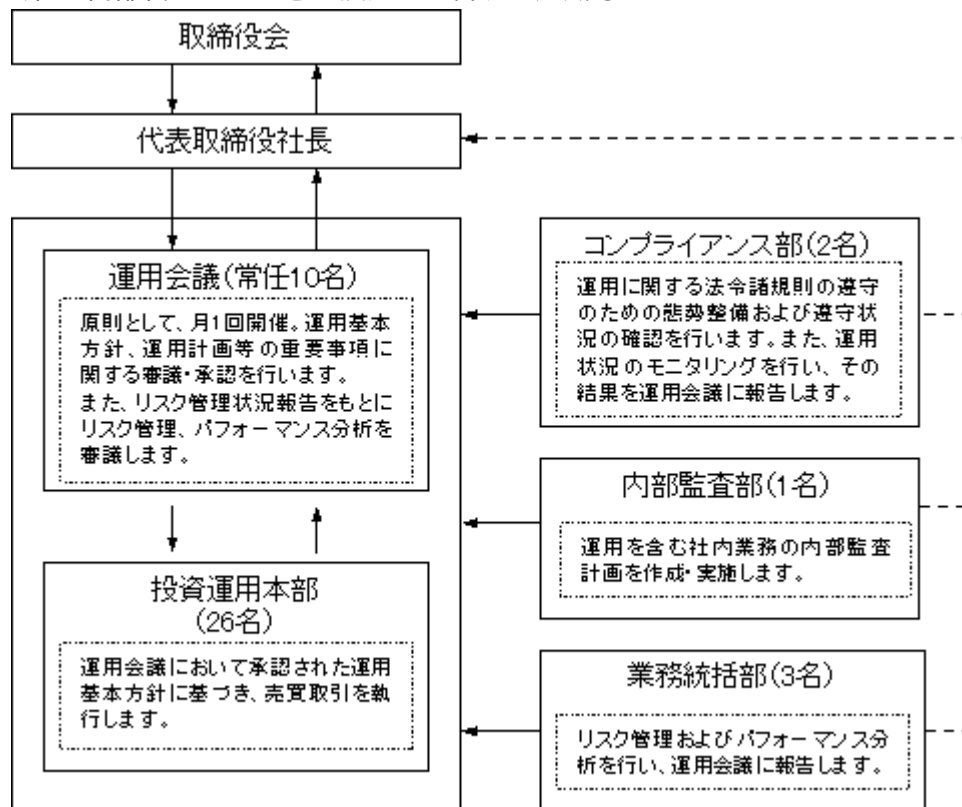 取締役会
代表取締役社長
運用会議(常任10名)
原則として、月1回開催。運用基本
方針、運用計画等の重要事項に
関する審議・承認を行います。
また、リスク管理状況報告をもとに
リスク管理、パフォーマンス分析を
審議します。
投資運用本部
(26名)
運用会議において承認された運用
基本方針に基づき、売買取引を執
行します。
コンプライアンス部(2名)
運用に関する法令諸規則の遵守
のための態勢整備および遵守状
況の確認を行います。また、運用
状況のモニタリングを行い、その
結果を運用会議に報告します。
内部監査部(1名)
運用を含む社内業務の内部監査
計画を作成・実施します。
業務統括部(3名)
リスク管理およびパフォーマンス分
析を行い、運用会議に報告します。